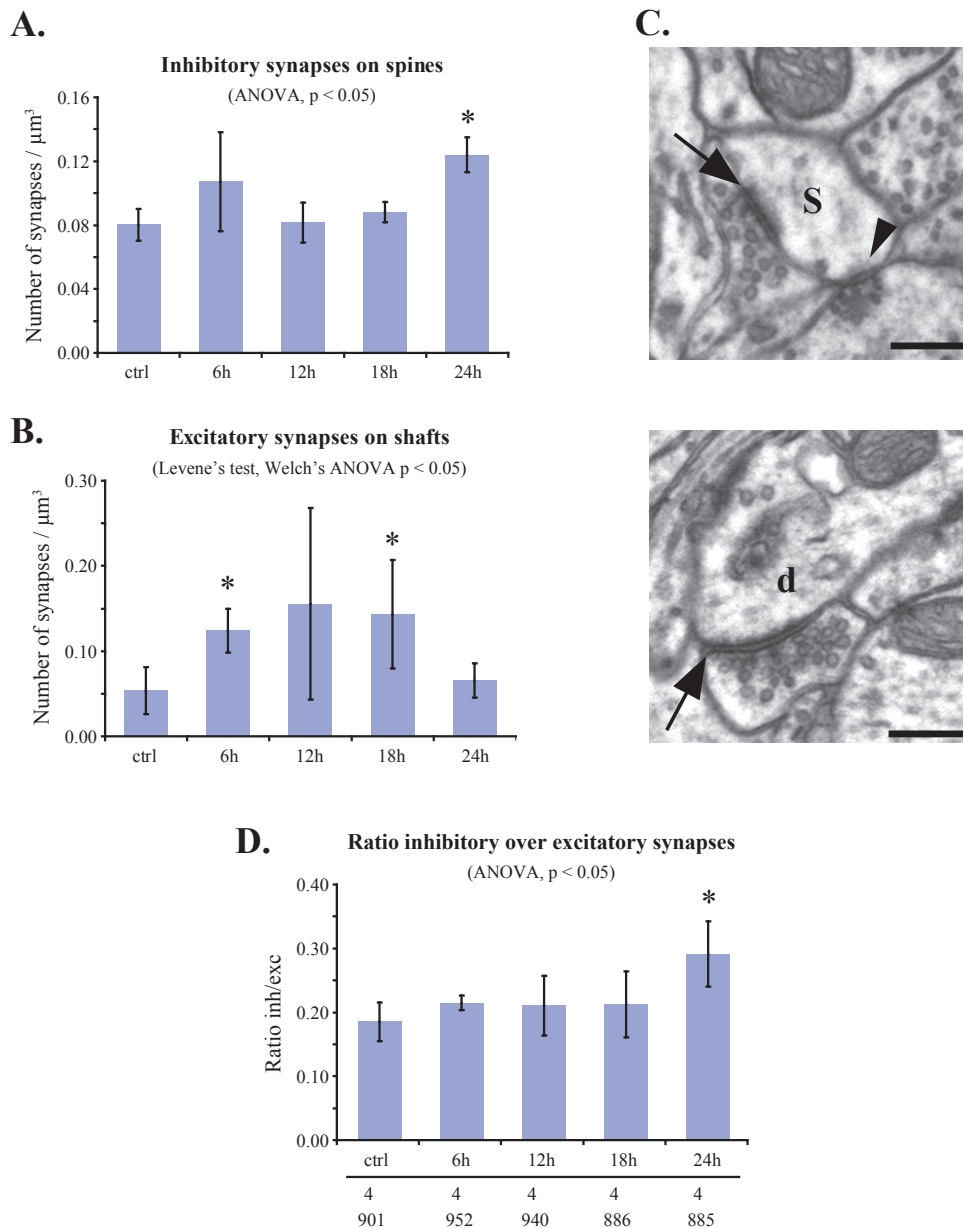 A.
Inhibitory synapses on spines
(ANOVA, p < 0.05)
Number of synapses / μm³
0.16
0.12
0.08
0.04
0.00
*
ctrl 6h 12h 18h 24h
B.
Excitatory synapses on shafts
(Levene's test, Welch's ANOVA p < 0.05)
Number of synapses / μm³
0.30
0.20
0.10
0.00
* *
ctrl 6h 12h 18h 24h
C.
S
d
D.
Ratio inhibitory over excitatory synapses
(ANOVA, p < 0.05)
Ratio inh/exc
0.40
0.30
0.20
0.10
0.00
*
ctrl 6h 12h 18h 24h
4 4 4 4 4
901 952 940 886 885